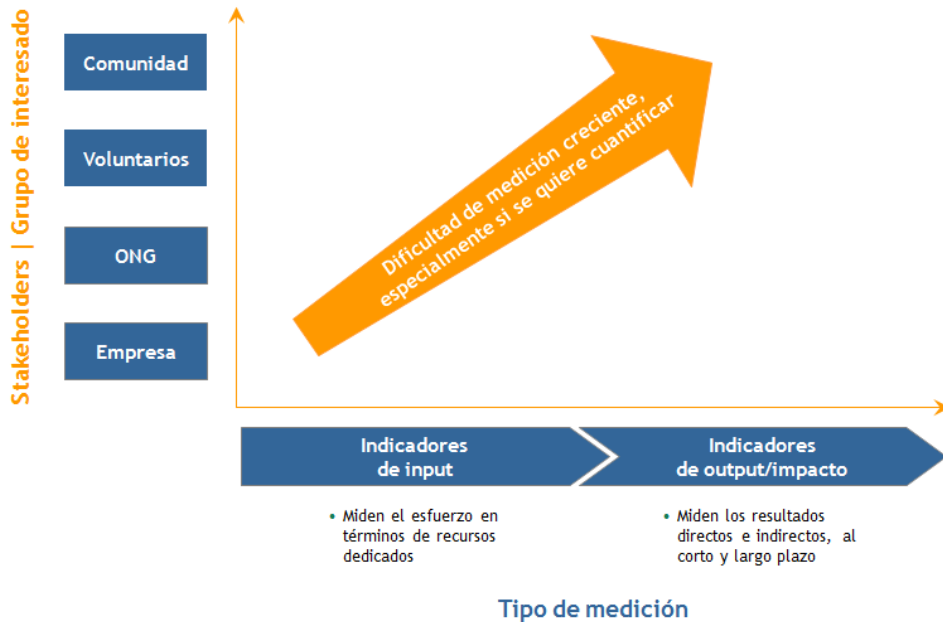 Stakeholders | Grupo de interesado
Comunidad
Voluntarios
ONG
Empresa
Dificultad de medición creciente,
especialmente si se quiere cuantificar
Indicadores
de input
Indicadores
de output/impacto
• Miden el esfuerzo en
términos de recursos
dedicados
• Miden los resultados
directos e indirectos, al
corto y largo plazo
Tipo de medición